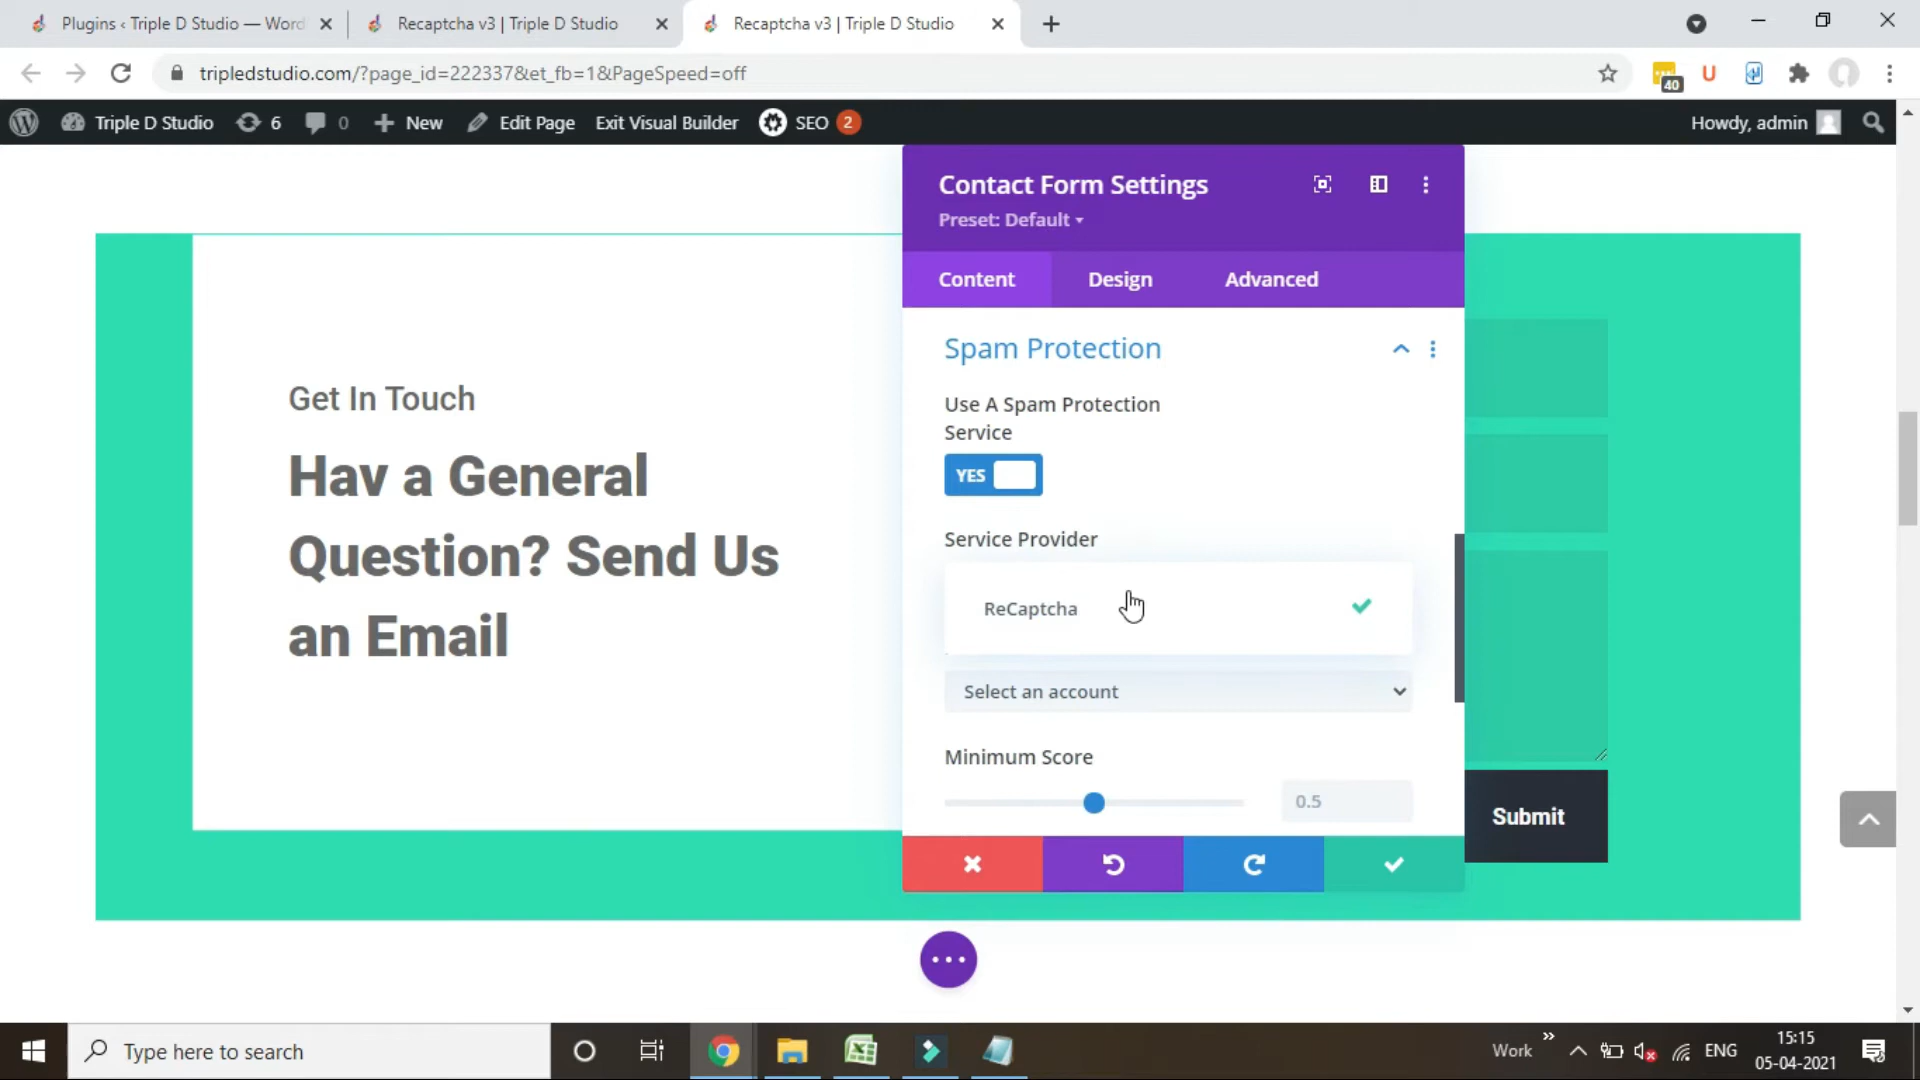 Plugins ‹ Triple D Studio — Word
Recaptcha v3 | Triple D Studio
Recaptcha v3 | Triple D Studio
tripledstudio.com/?page_id=222337&et_fb=1&PageSpeed=off
40
U
Triple D Studio
6
0
New
Edit Page
Exit Visual Builder
SEO
2
Howdy, admin
Contact Form Settings
Preset: Default
Content
Design
Advanced
Get In Touch
Hav a General
Question? Send Us
an Email
Spam Protection
Use A Spam Protection
Service
YES
Service Provider
ReCaptcha
Select an account
Minimum Score
0.5
Submit
Type here to search
Work
ENG
15:15
05-04-2021